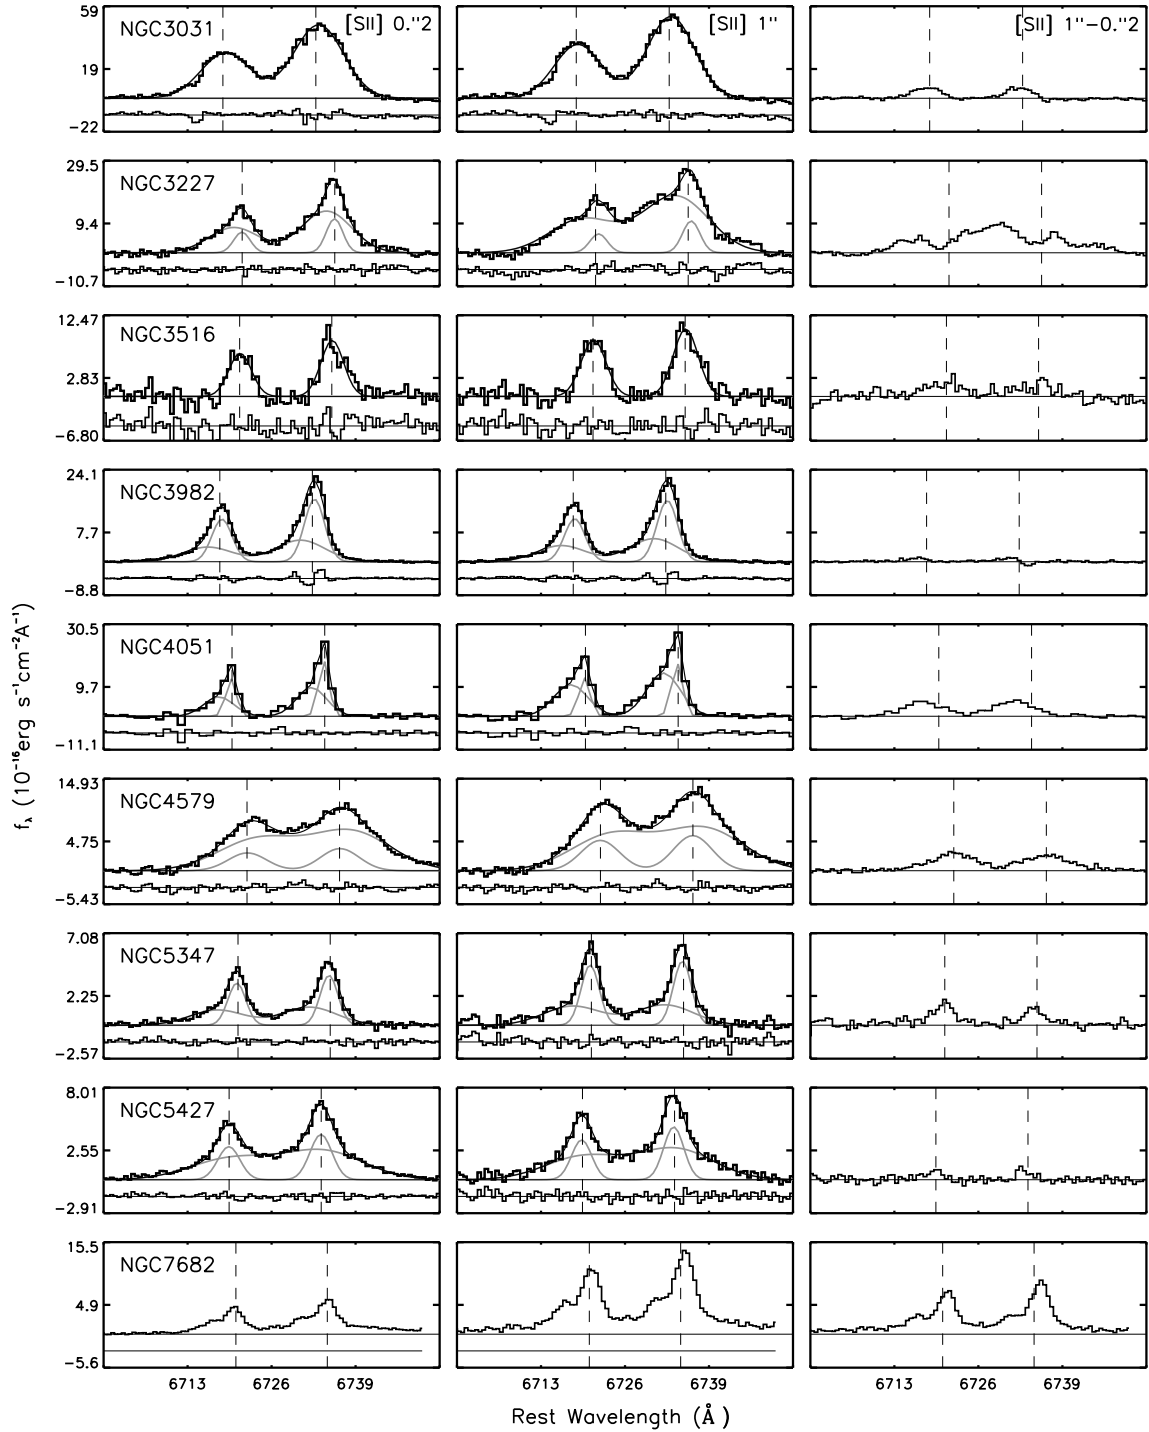 NGC3031
[SII] 0."2
[SII] 1"
[SII] 1"−0."2
59
19
−22
NGC3227
29.5
9.4
−10.7
NGC3516
12.47
2.83
−6.80
NGC3982
24.1
7.7
−8.8
NGC4051
30.5
9.7
−11.1
NGC4579
14.93
4.75
−5.43
NGC5347
7.08
2.25
−2.57
NGC5427
8.01
2.55
−2.91
NGC7682
15.5
4.9
−5.6
6713 6726 6739 6713 6726 6739 6713 6726 6739
Rest Wavelength (Å)
fλ (10⁻¹⁶erg s⁻¹cm⁻²A⁻¹)